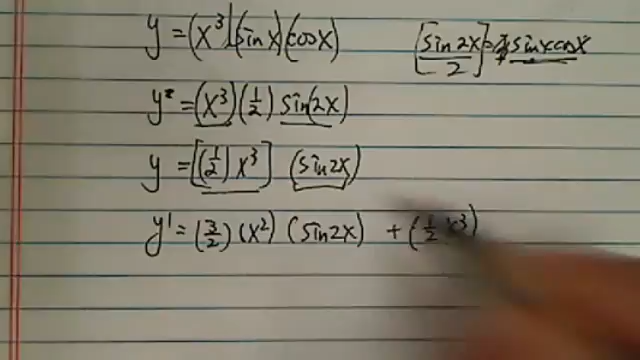 y = (x³)(sin x)(cos x) [sin 2x / 2] = sin x cos x
y = (x³)(1/2) sin(2x)
y = [(1/2) x³] (sin 2x)
y' = (3/2)(x²)(sin 2x) + (1/2 x³)